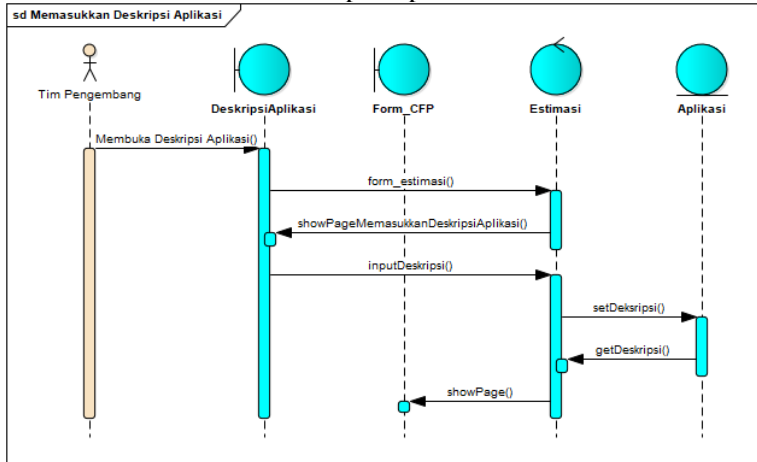 sd Memasukkan Deskripsi Aplikasi
Tim Pengembang
DeskripsiAplikasi
Form_CFP
Estimasi
Aplikasi
Membuka Deskripsi Aplikasi()
form_estimasi()
showPageMemasukkanDeskripsiAplikasi()
inputDeskripsi()
setDeksripsi()
getDeskripsi()
showPage()